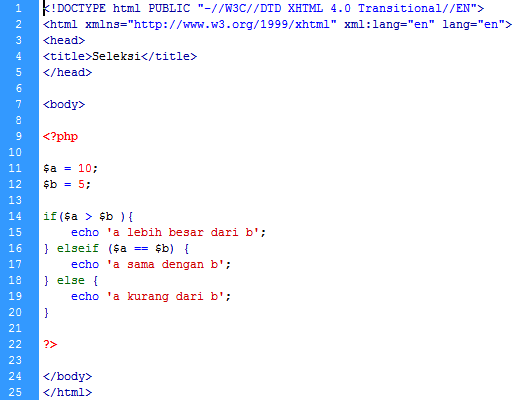 1 <!DOCTYPE html PUBLIC "-//W3C//DTD XHTML 4.0 Transitional//EN">
2 <html xmlns="http://www.w3.org/1999/xhtml" xml:lang="en" lang="en">
3 <head>
4 <title>Seleksi</title>
5 </head>
6
7 <body>
8
9 <?php
10
11 $a = 10;
12 $b = 5;
13
14 if($a > $b ){
15     echo 'a lebih besar dari b';
16 } elseif ($a == $b) {
17     echo 'a sama dengan b';
18 } else {
19     echo 'a kurang dari b';
20 }
21
22 ?>
23
24 </body>
25 </html>